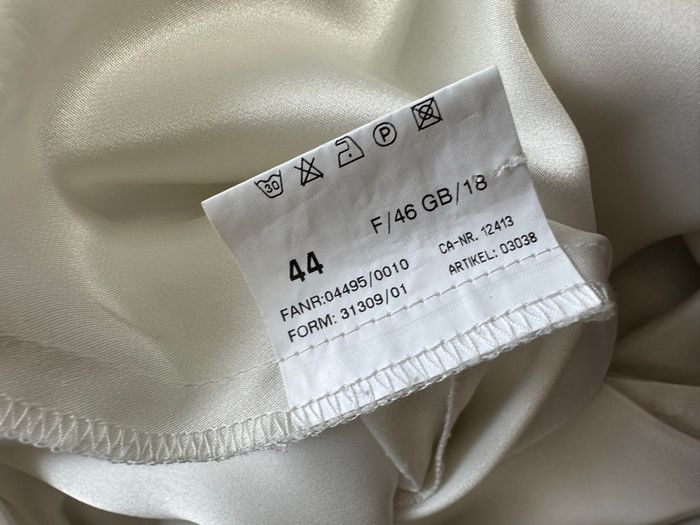 30 P
F/46 GB/18
44
FANR:04495/0010 CA-NR. 12413
FORM: 31309/01 ARTIKEL: 03038